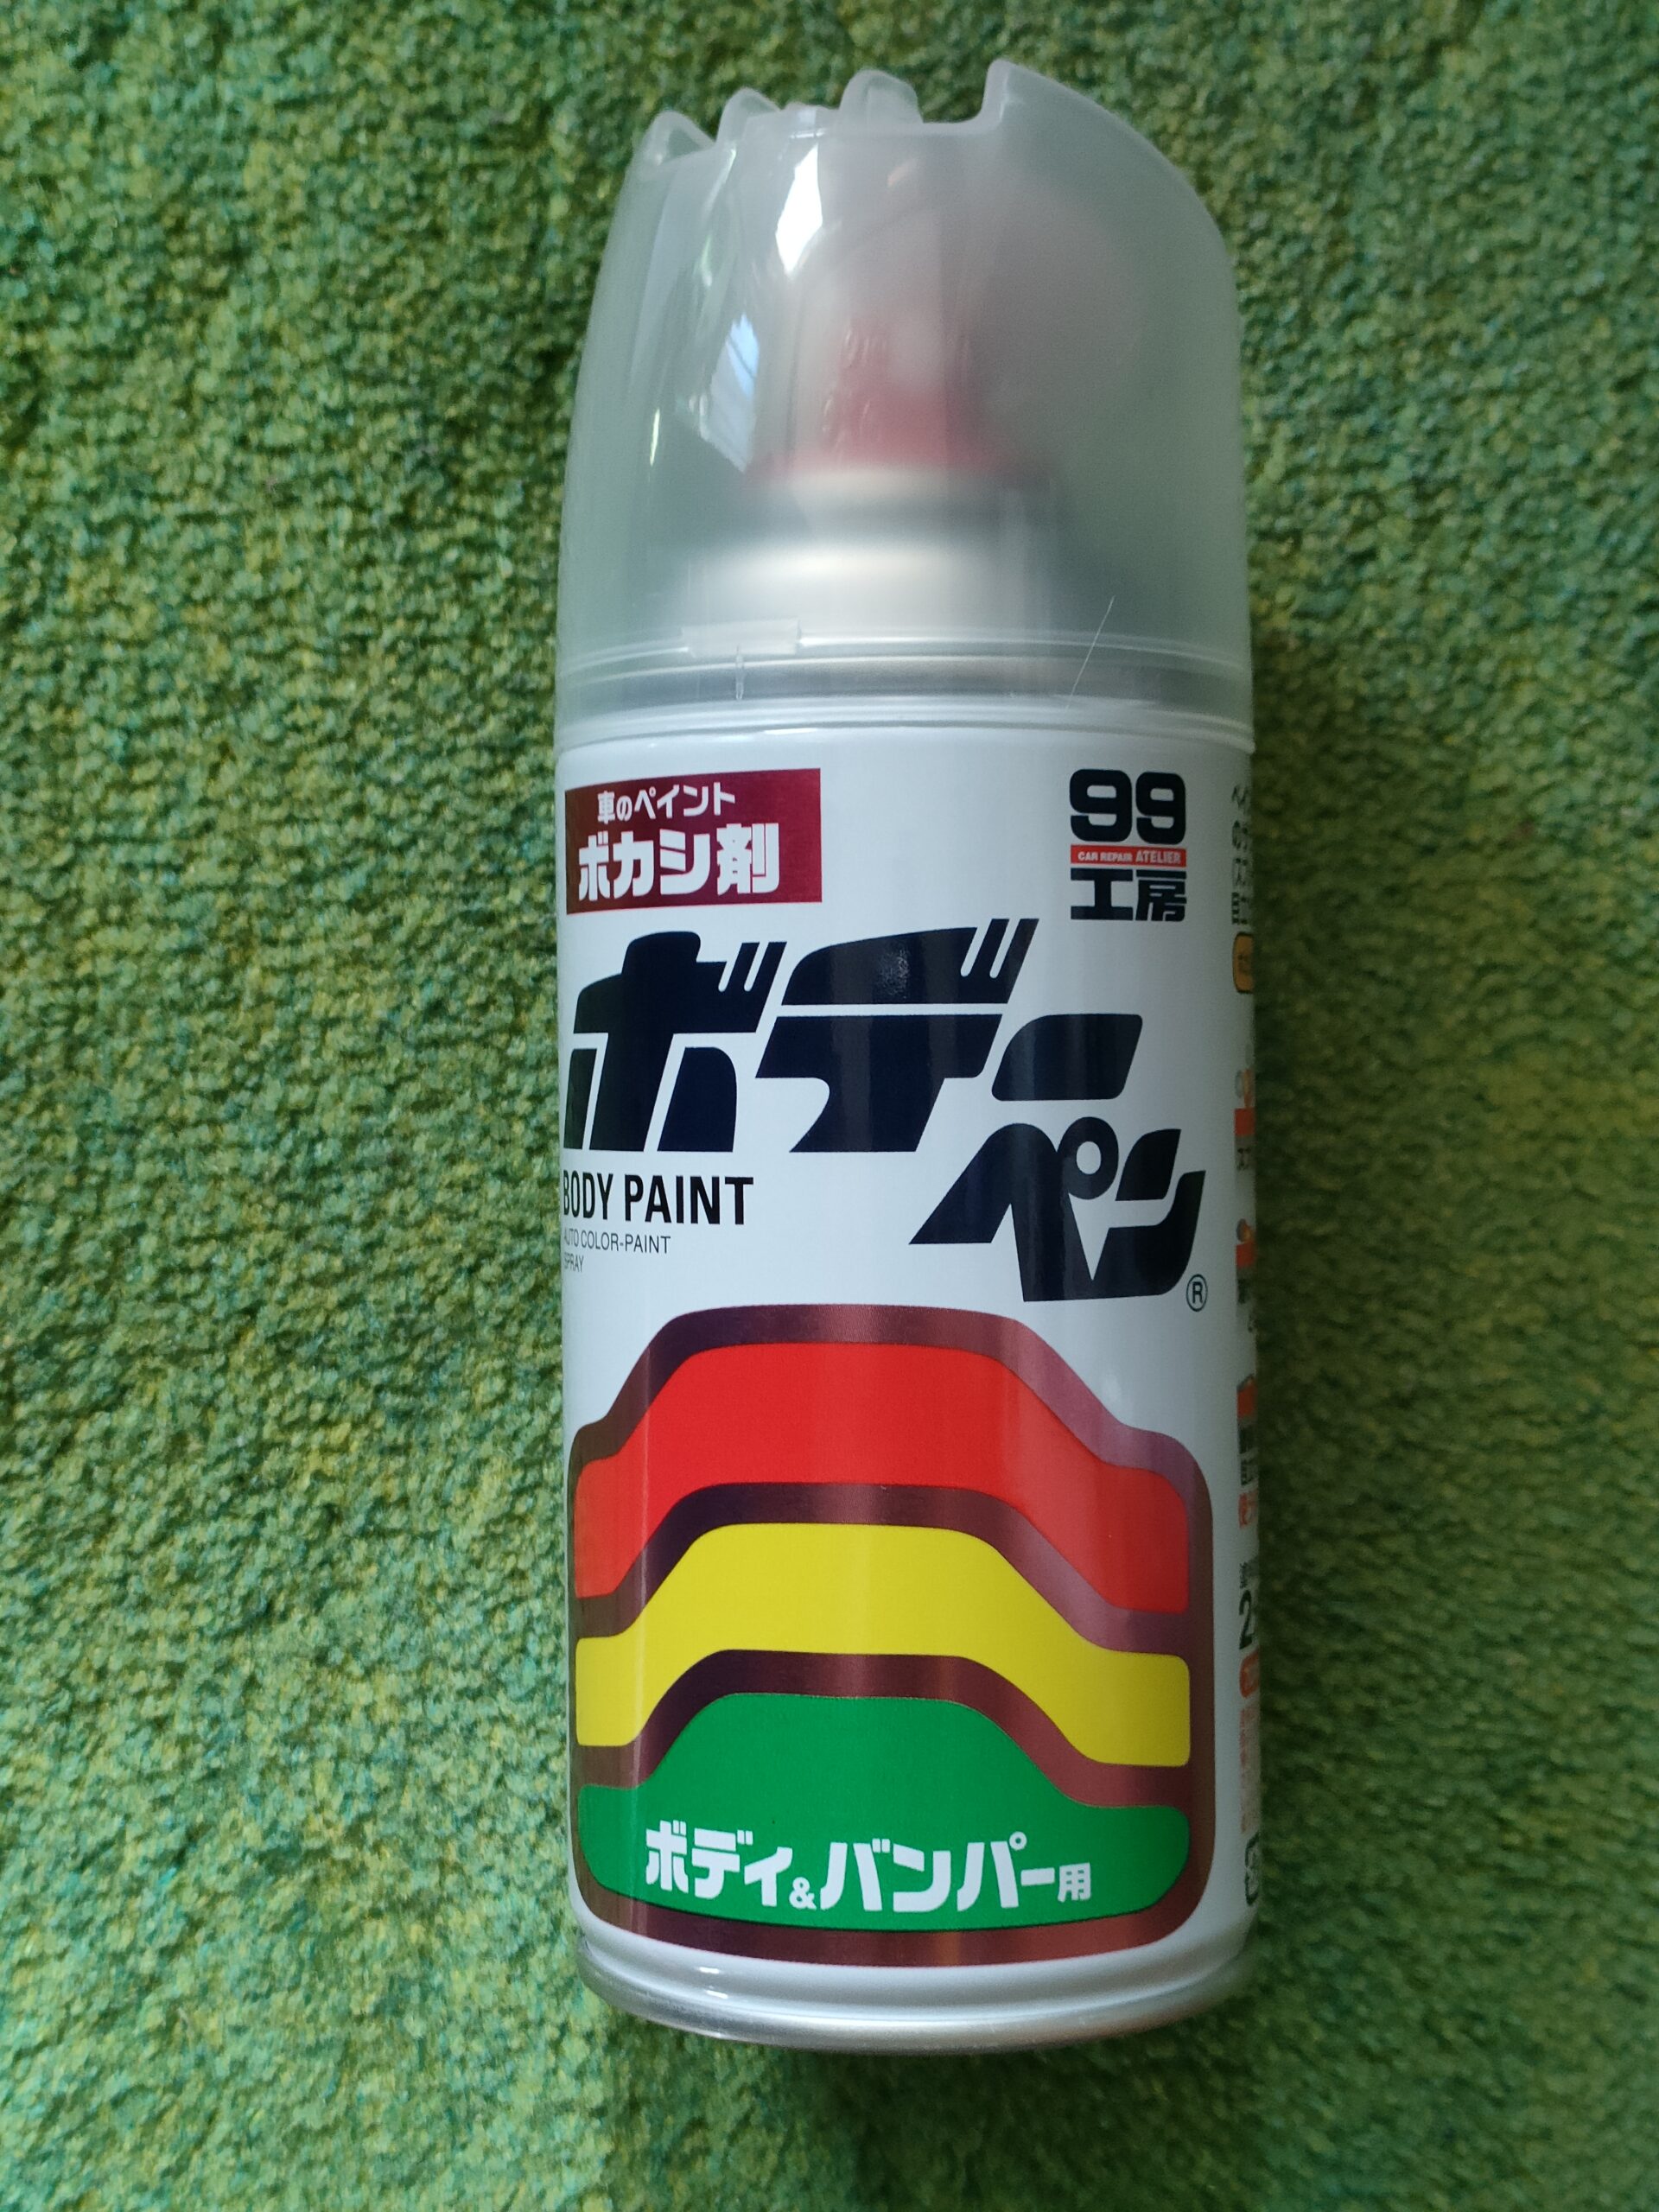 車のペイント
ボカシ剤
99
CAR REPAIR ATELIER
工房
ボデー
ペン
®
BODY PAINT
AUTO COLOR-PAINT
SPRAY
ボディ&バンパー用